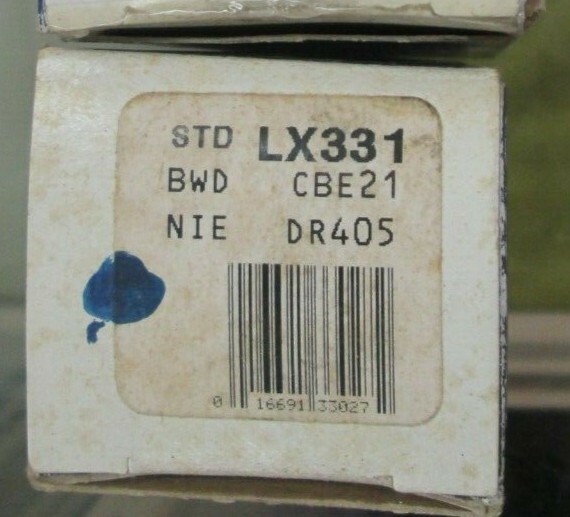 STD LX331
BWD CBE21
NIE DR405
0 16691 33027